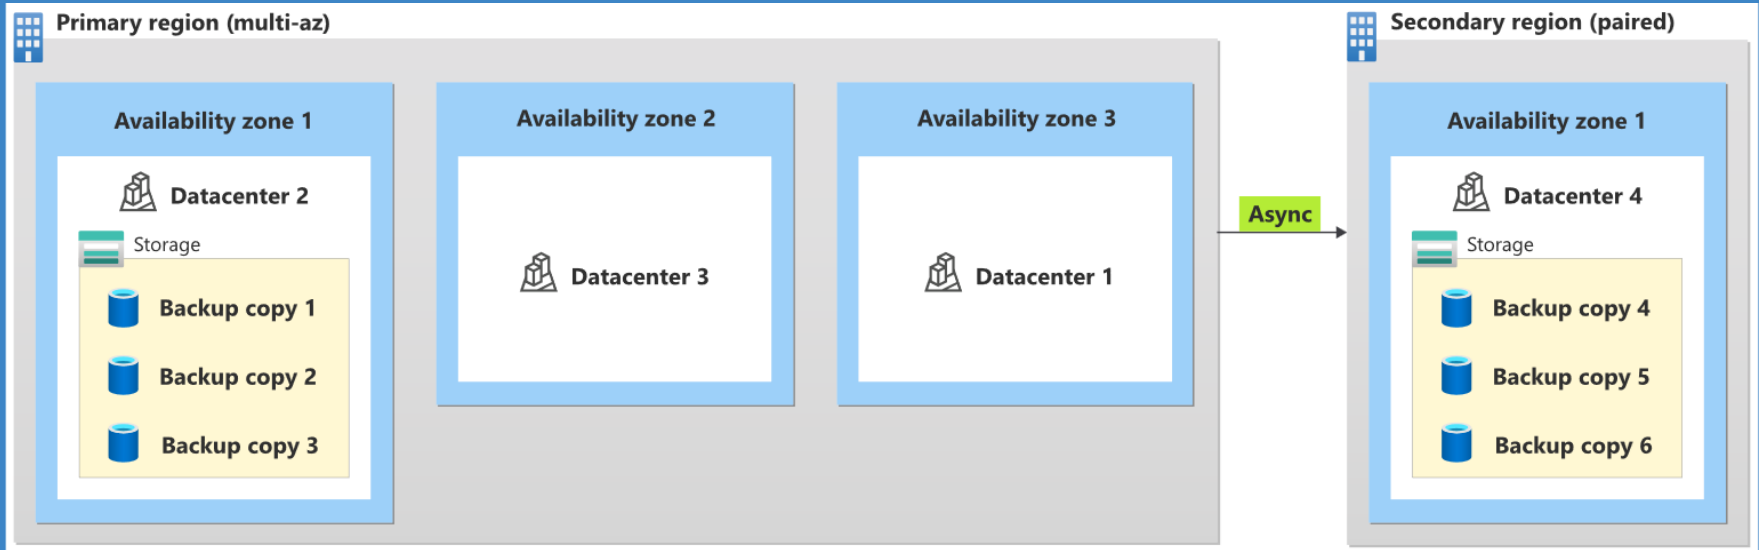 Primary region (multi-az)
Secondary region (paired)
Availability zone 1
Datacenter 2
Storage
Backup copy 1
Backup copy 2
Backup copy 3
Availability zone 2
Datacenter 3
Availability zone 3
Datacenter 1
Async
Availability zone 1
Datacenter 4
Storage
Backup copy 4
Backup copy 5
Backup copy 6